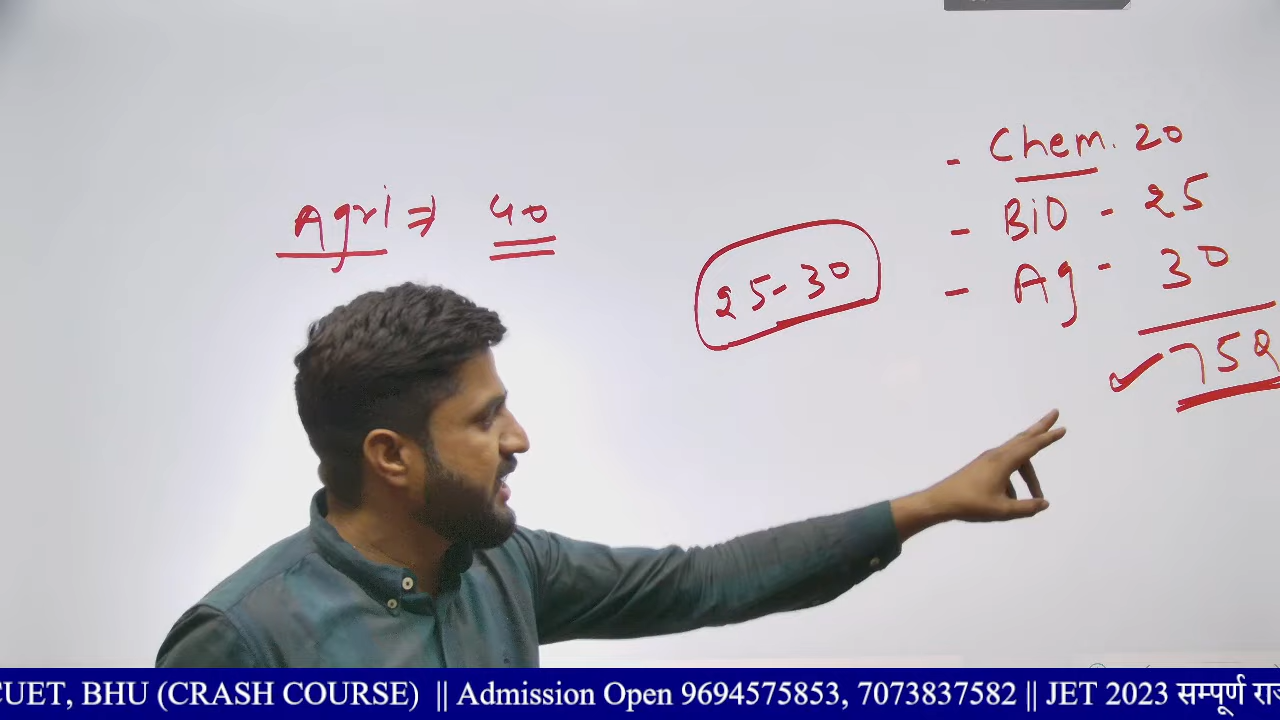 Agri ⇒ 40
25-30
- Chem. 20
- BiO - 25
- Ag - 30
✓ 75Q
CUET, BHU (CRASH COURSE) || Admission Open 9694575853, 7073837582 || JET 2023 सम्पूर्ण